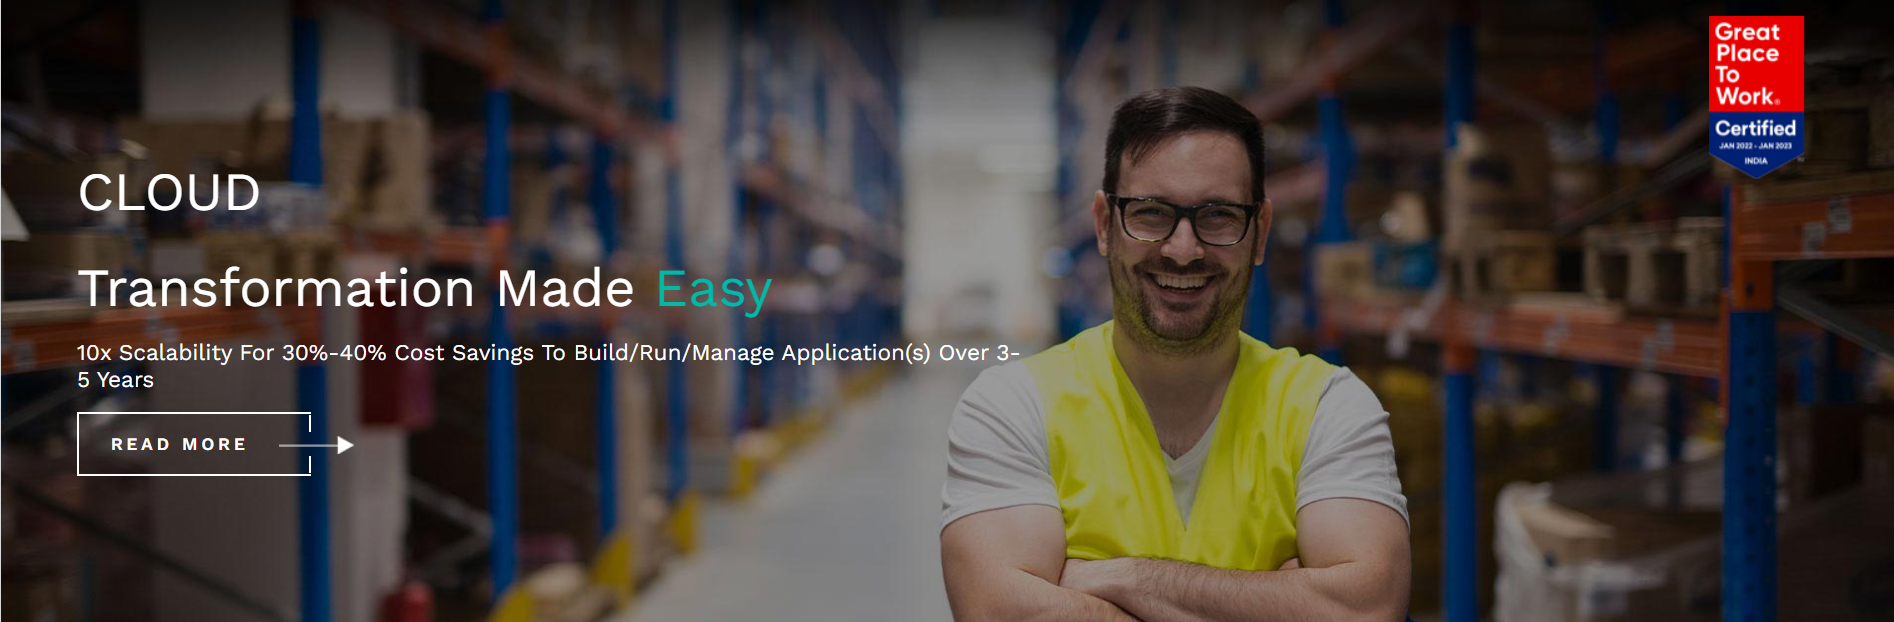 CLOUD
Transformation Made Easy
10x Scalability For 30%-40% Cost Savings To Build/Run/Manage Application(s) Over 3-
5 Years
READ MORE
Great
Place
To
Work®
Certified
JAN 2022 - JAN 2023
INDIA